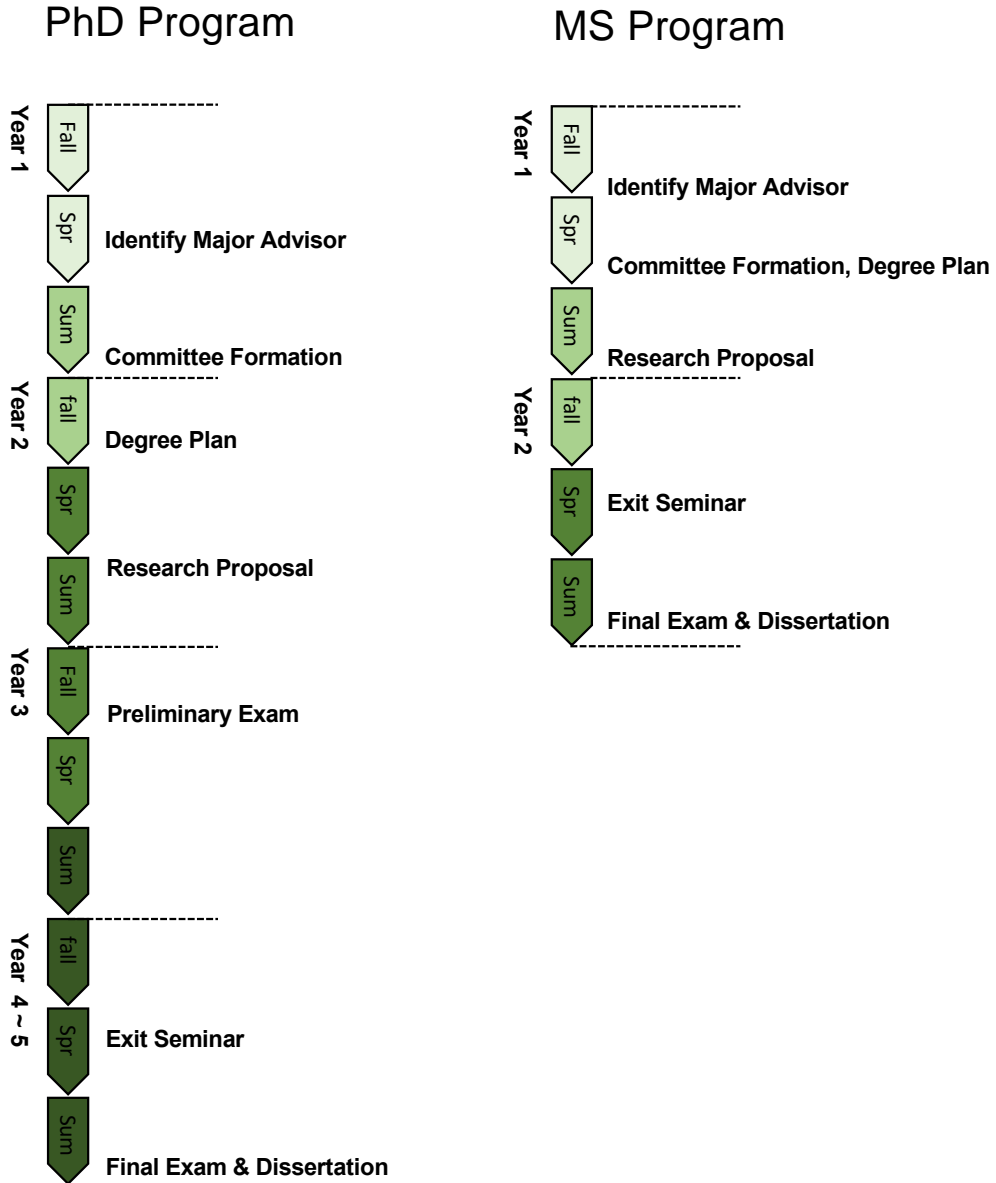 PhD Program
Year 1
Fall
Spr
Identify Major Advisor
Sum
Committee Formation
Year 2
fall
Degree Plan
Spr
Research Proposal
Sum
Year 3
Fall
Preliminary Exam
Spr
Sum
Year 4 ~ 5
fall
Spr
Exit Seminar
Sum
Final Exam & Dissertation
MS Program
Year 1
Fall
Identify Major Advisor
Spr
Committee Formation, Degree Plan
Sum
Research Proposal
Year 2
fall
Spr
Exit Seminar
Sum
Final Exam & Dissertation